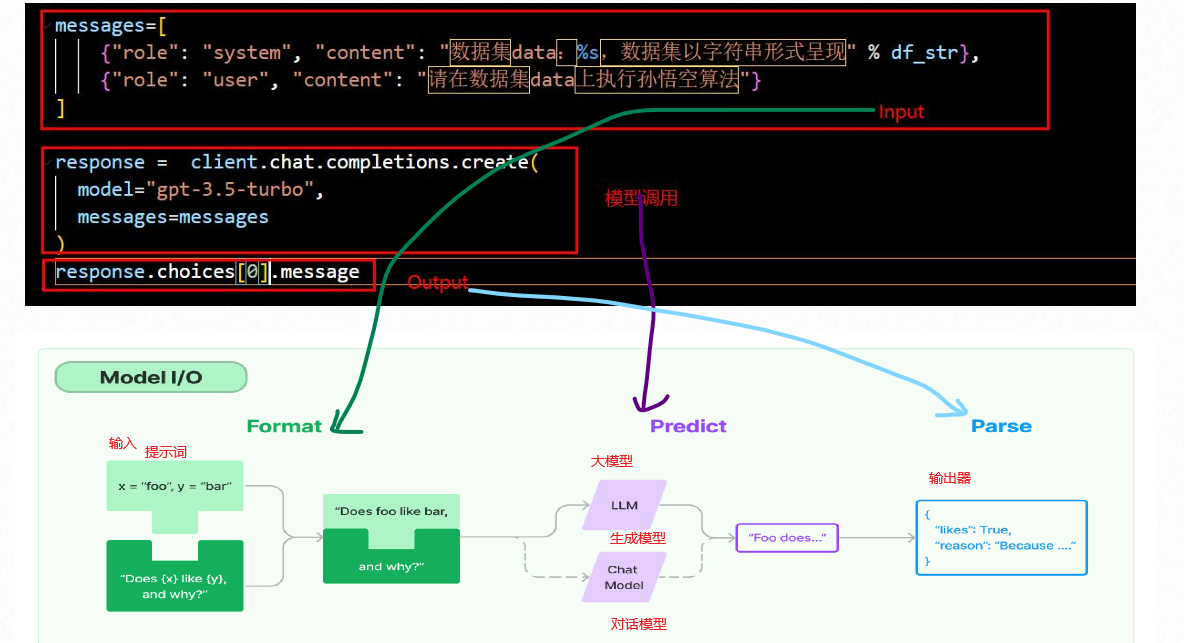 messages=[
{"role": "system", "content": "数据集data：%s，数据集以字符串形式呈现" % df_str},
{"role": "user", "content": "请在数据集data上执行孙悟空算法"}
]
Input
response = client.chat.completions.create(
model="gpt-3.5-turbo",
messages=messages
)
模型调用
response.choices[0].message
Output
Model I/O
Format
Predict
Parse
输入
提示词
x = “foo”, y = “bar”
“Does {x} like {y},
and why?”
“Does foo like bar,
and why?”
大模型
LLM
生成模型
Chat
Model
对话模型
“Foo does...”
输出器
{
“likes”: True,
“reason”: “Because ....”
}